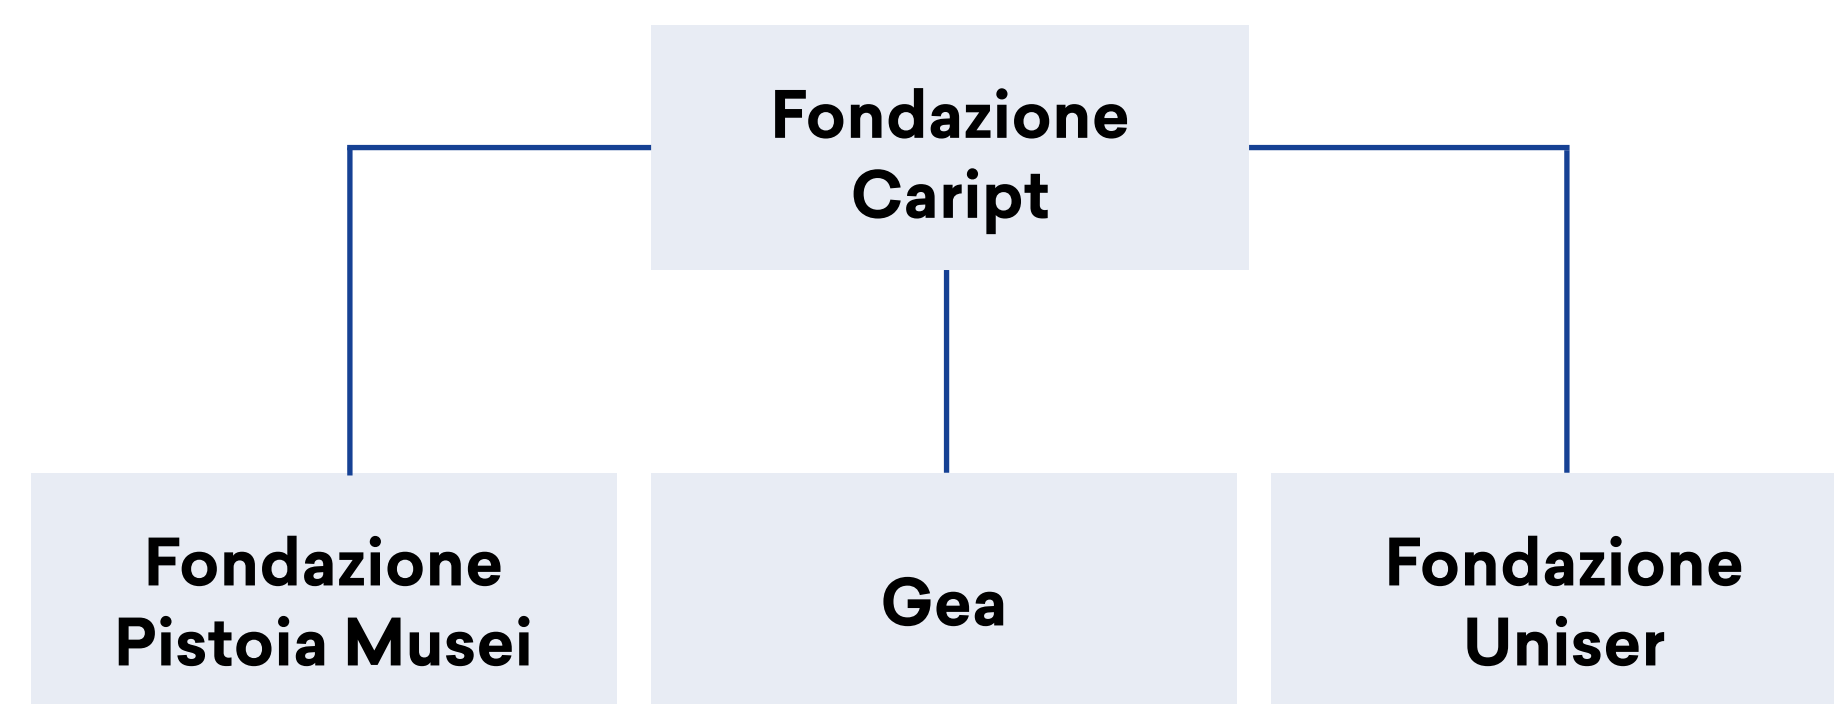 Fondazione
Caript
Fondazione
Pistoia Musei
Gea
Fondazione
Uniser